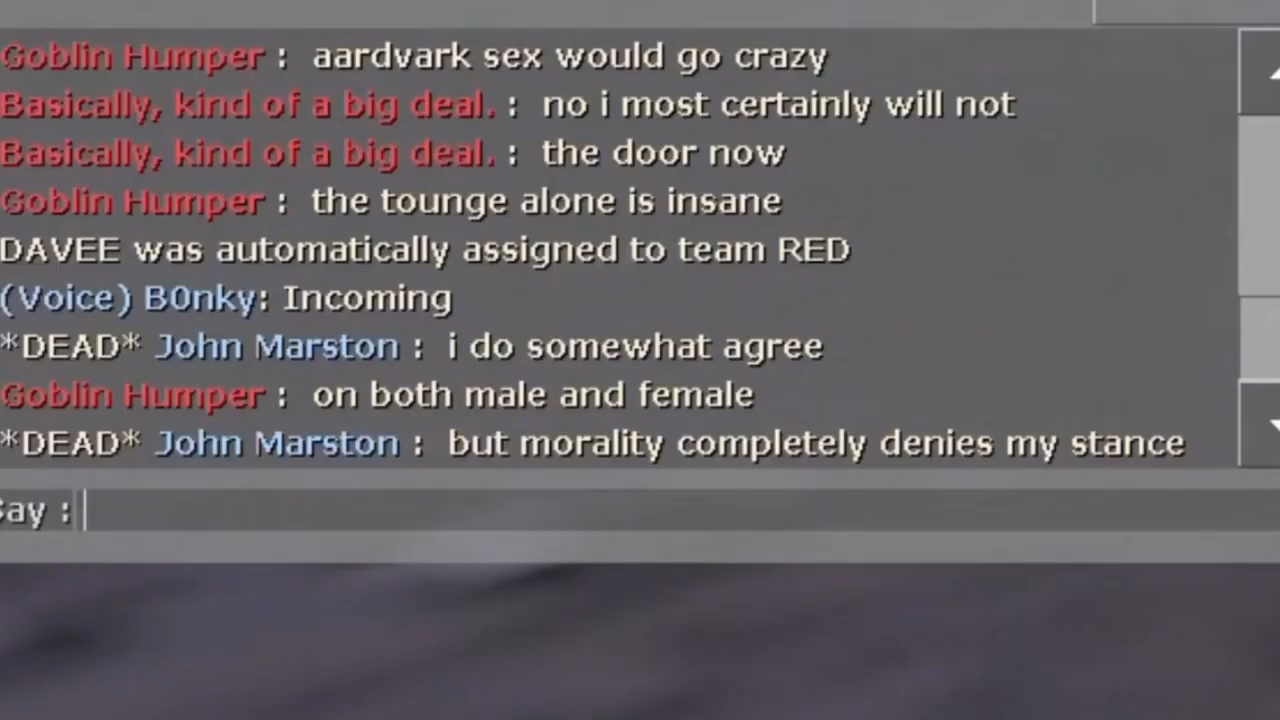 Goblin Humper :  aardvark sex would go crazy
Basically, kind of a big deal. :  no i most certainly will not
Basically, kind of a big deal. :  the door now
Goblin Humper :  the tounge alone is insane
DAVEE was automatically assigned to team RED
(Voice) B0nky: Incoming
*DEAD* John Marston :  i do somewhat agree
Goblin Humper :  on both male and female
*DEAD* John Marston :  but morality completely denies my stance
Say :